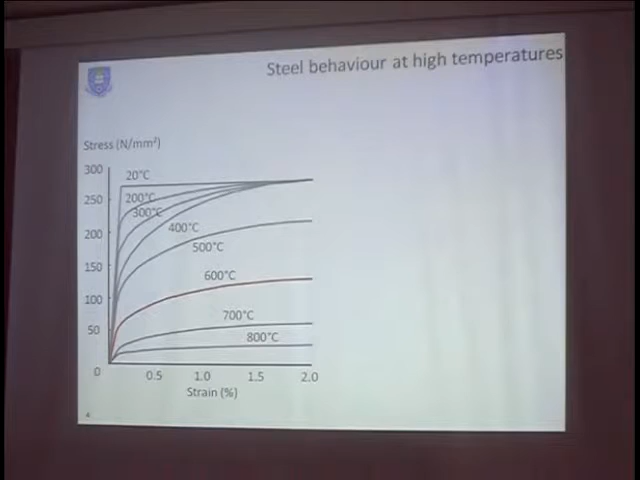 Steel behaviour at high temperatures
Stress (N/mm²)
300
250
200
150
100
50
0
20°C
200°C
300°C
400°C
500°C
600°C
700°C
800°C
0.5 1.0 1.5 2.0
Strain (%)
4